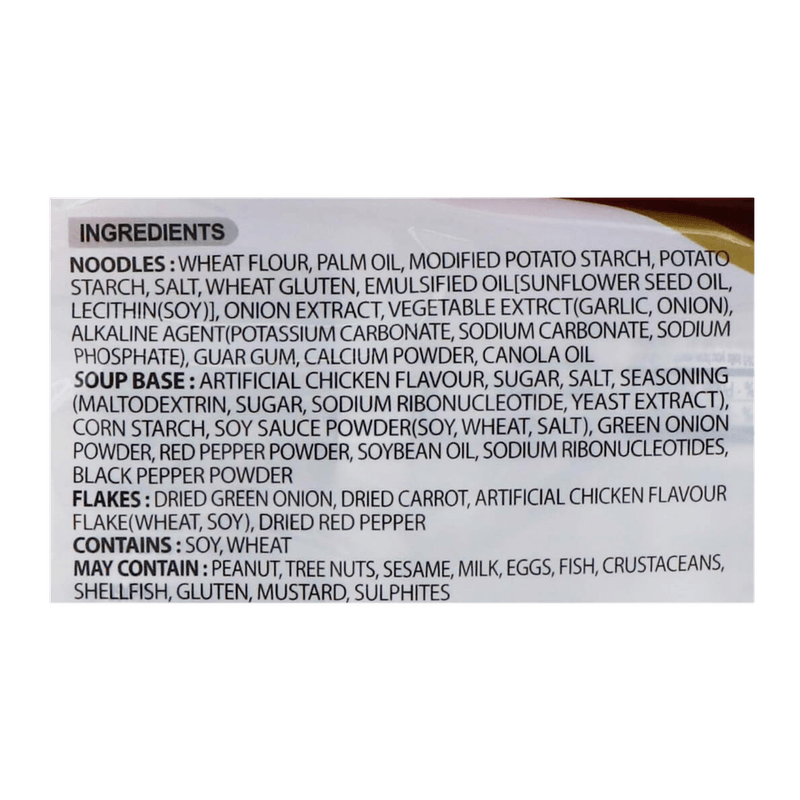 INGREDIENTS
NOODLES : WHEAT FLOUR, PALM OIL, MODIFIED POTATO STARCH, POTATO
STARCH, SALT, WHEAT GLUTEN, EMULSIFIED OIL[SUNFLOWER SEED OIL,
LECITHIN(SOY)], ONION EXTRACT, VEGETABLE EXTRCT(GARLIC, ONION),
ALKALINE AGENT(POTASSIUM CARBONATE, SODIUM CARBONATE, SODIUM
PHOSPHATE), GUAR GUM, CALCIUM POWDER, CANOLA OIL
SOUP BASE : ARTIFICIAL CHICKEN FLAVOUR, SUGAR, SALT, SEASONING
(MALTODEXTRIN, SUGAR, SODIUM RIBONUCLEOTIDE, YEAST EXTRACT),
CORN STARCH, SOY SAUCE POWDER(SOY, WHEAT, SALT), GREEN ONION
POWDER, RED PEPPER POWDER, SOYBEAN OIL, SODIUM RIBONUCLEOTIDES,
BLACK PEPPER POWDER
FLAKES : DRIED GREEN ONION, DRIED CARROT, ARTIFICIAL CHICKEN FLAVOUR
FLAKE(WHEAT, SOY), DRIED RED PEPPER
CONTAINS : SOY, WHEAT
MAY CONTAIN : PEANUT, TREE NUTS, SESAME, MILK, EGGS, FISH, CRUSTACEANS,
SHELLFISH, GLUTEN, MUSTARD, SULPHITES